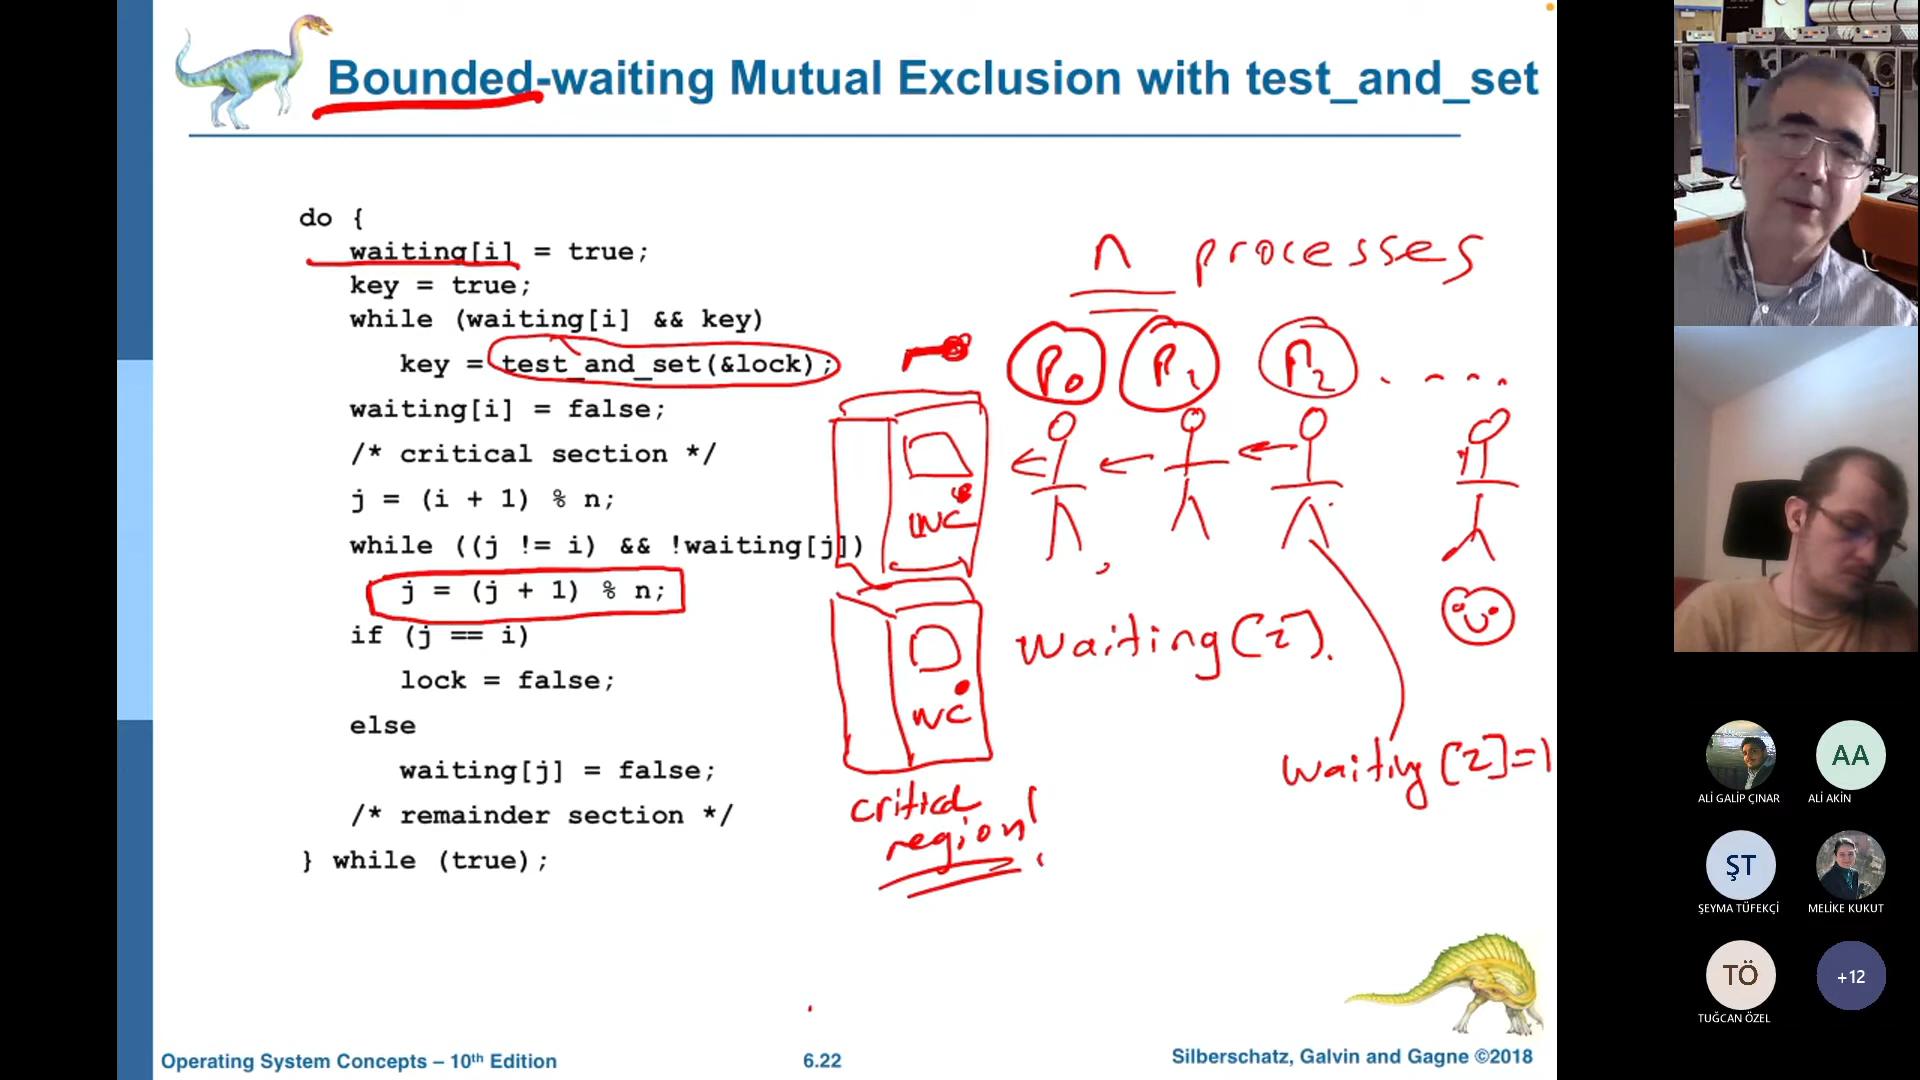 Bounded-waiting Mutual Exclusion with test_and_set
do {
waiting[i] = true;
key = true;
while (waiting[i] && key)
key = test_and_set(&lock);
waiting[i] = false;
/* critical section */
j = (i + 1) % n;
while ((j != i) && !waiting[j])
j = (j + 1) % n;
if (j == i)
lock = false;
else
waiting[j] = false;
/* remainder section */
} while (true);
n processes
P0 P1 P2 . . . . .
WC
waiting[2].
WC
waiting[2]=1
critical
region!
Operating System Concepts – 10th Edition
6.22
Silberschatz, Galvin and Gagne ©2018
AA
ALİ GALİP ÇINAR
ALİ AKİN
ŞT
ŞEYMA TÜFEKÇİ
MELİKE KUKUT
TÖ
+12
TUĞCAN ÖZEL